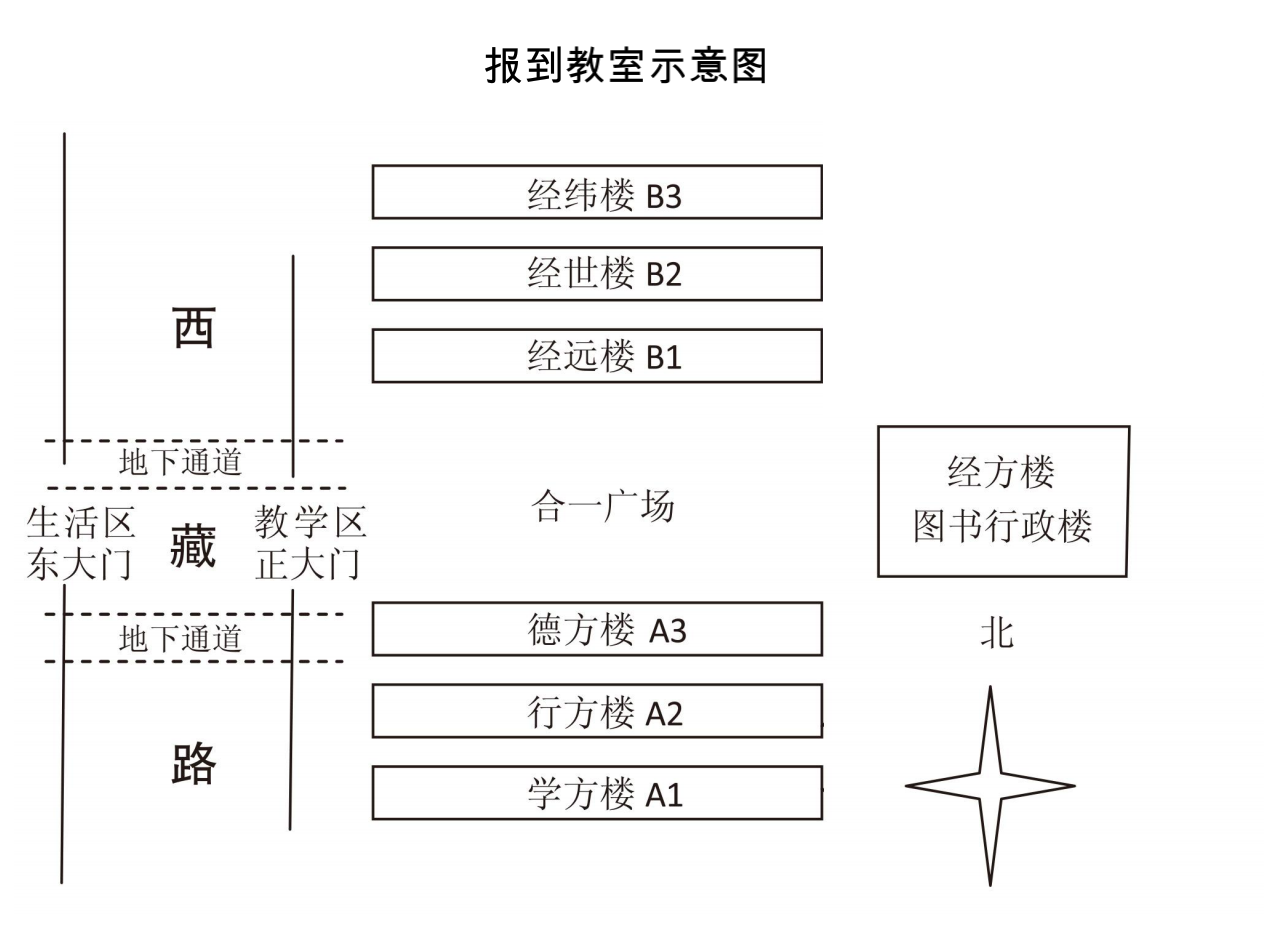 报到教室示意图
经纬楼 B3
经世楼 B2
西
经远楼 B1
地下通道
经方楼
图书行政楼
合一广场
生活区
东大门
藏
教学区
正大门
地下通道
德方楼 A3
北
行方楼 A2
路
学方楼 A1